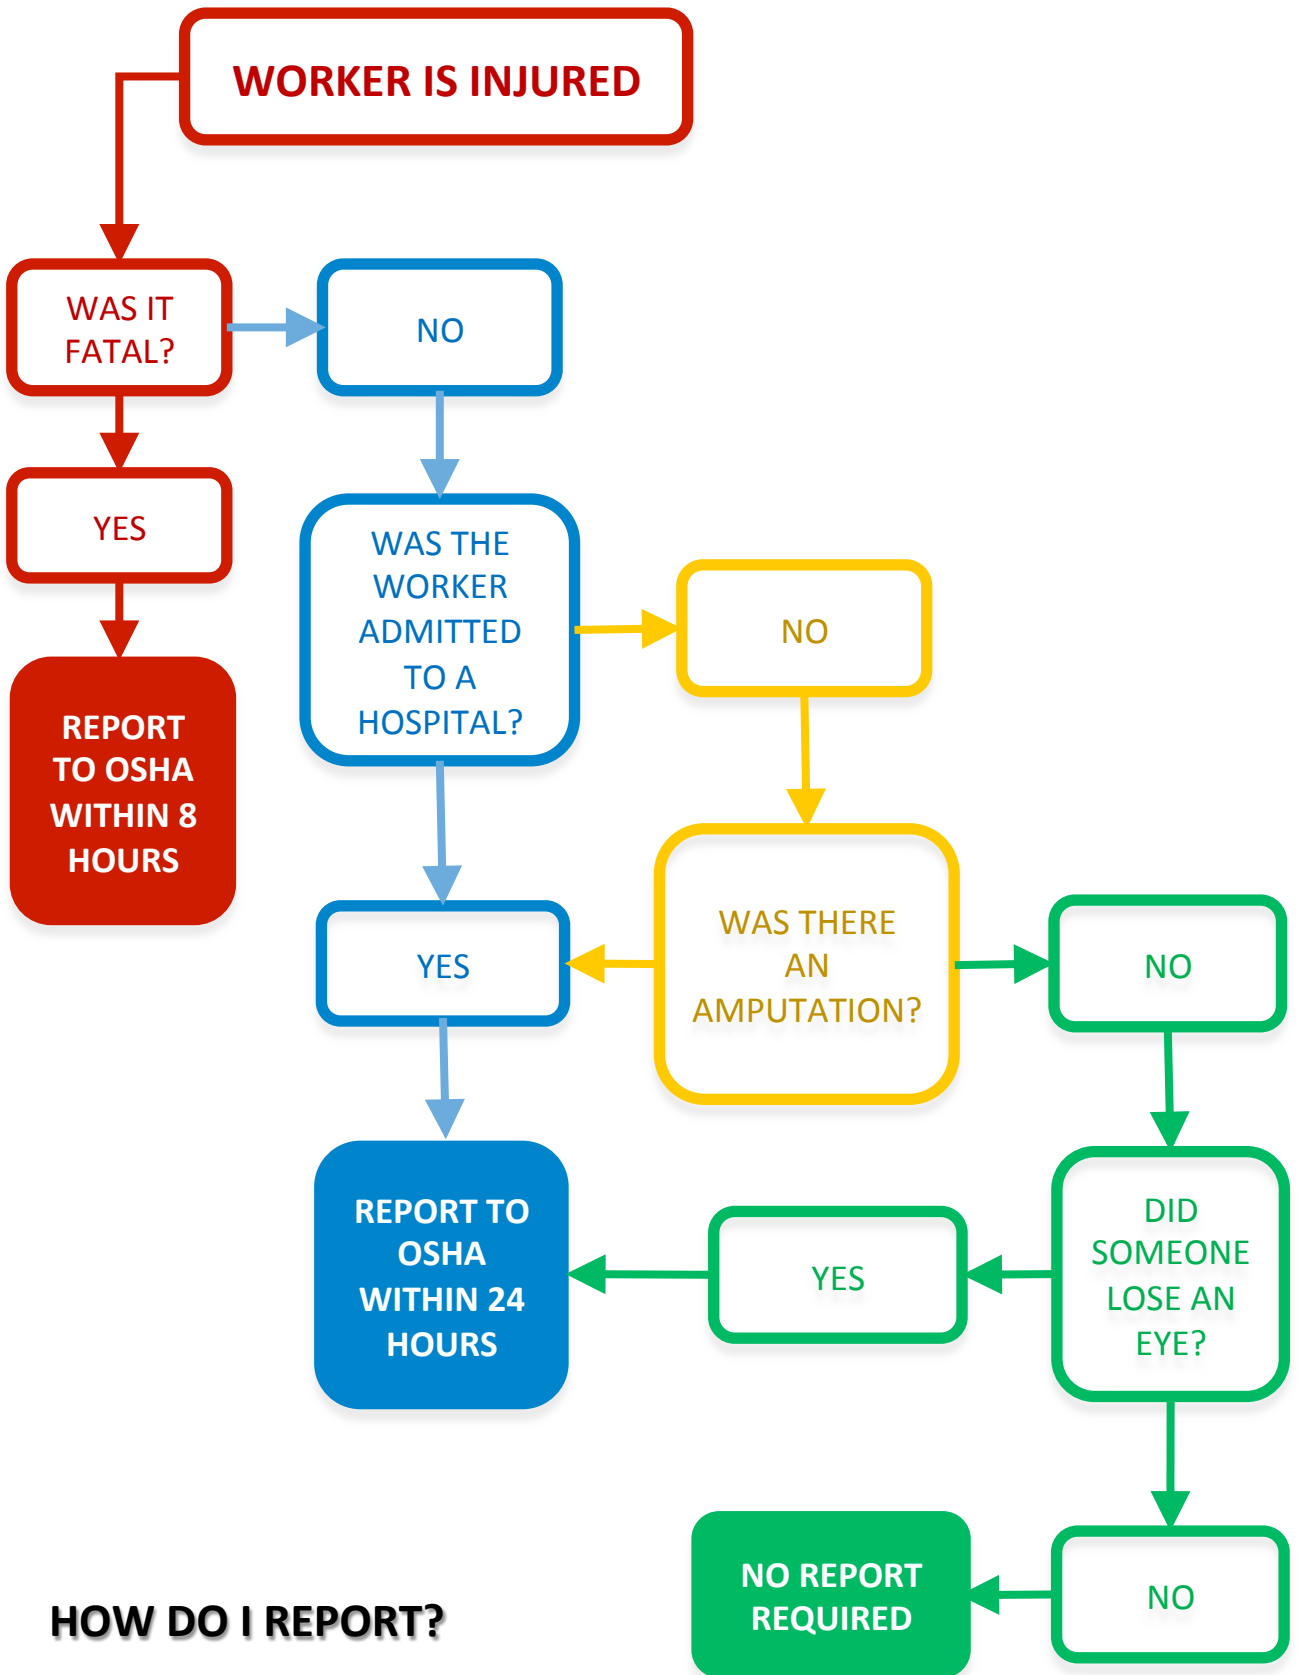 WORKER IS INJURED
WAS IT
FATAL?
NO
YES
WAS THE
WORKER
ADMITTED
TO A
HOSPITAL?
NO
REPORT
TO OSHA
WITHIN 8
HOURS
WAS THERE
AN
AMPUTATION?
YES
NO
REPORT TO
OSHA
WITHIN 24
HOURS
YES
DID
SOMEONE
LOSE AN
EYE?
NO REPORT
REQUIRED
NO
HOW DO I REPORT?